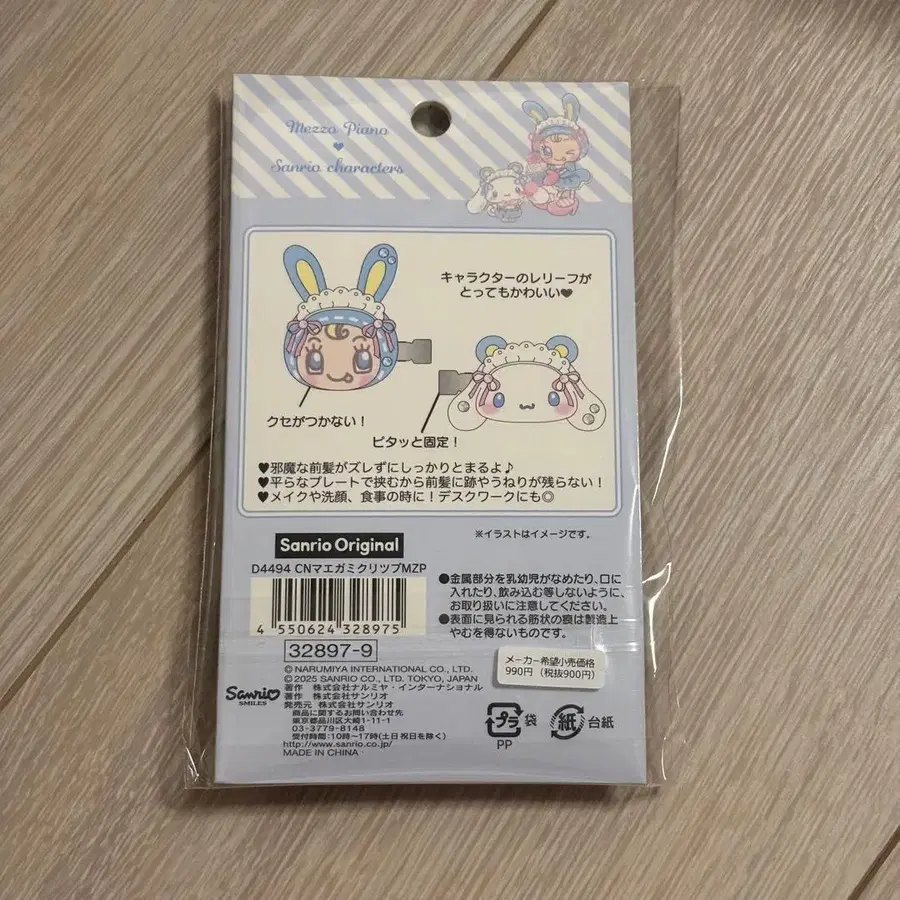 Mezzo Piano
♥
Sanrio characters
キャラクターのレリーフが
とってもかわいい♥
クセがつかない！
ピタッと固定！
♥邪魔な前髪がズレずにしっかりとまるよ♪
♥平らなプレートで挟むから前髪に跡やうねりが残らない！
♥メイクや洗顔、食事の時に！デスクワークにも◎
※イラストはイメージです。
Sanrio Original
D4494 CNマエガミクリツプMZP
4 550624 328975
32897-9
●金属部分を乳幼児がなめたり、口に
入れたり、飲み込む等しないように、
お取り扱いに注意してください。
●表面に見られる筋状の痕は製造上
やむを得ないものです。
メーカー希望小売価格
990円（税抜900円）
© NARUMIYA INTERNATIONAL CO., LTD.
© 2025 SANRIO CO., LTD. TOKYO, JAPAN
著作 株式会社ナルミヤ・インターナショナル
著作 株式会社サンリオ
発売元 株式会社サンリオ
商品に関するお問い合わせ先
東京都品川区大崎1-11-1
03-3779-8148
受付時間:10時〜17時(土日祝日を除く)
http://www.sanrio.co.jp/
MADE IN CHINA
Sanrio
SMILES
プラ 袋
PP
紙 台紙